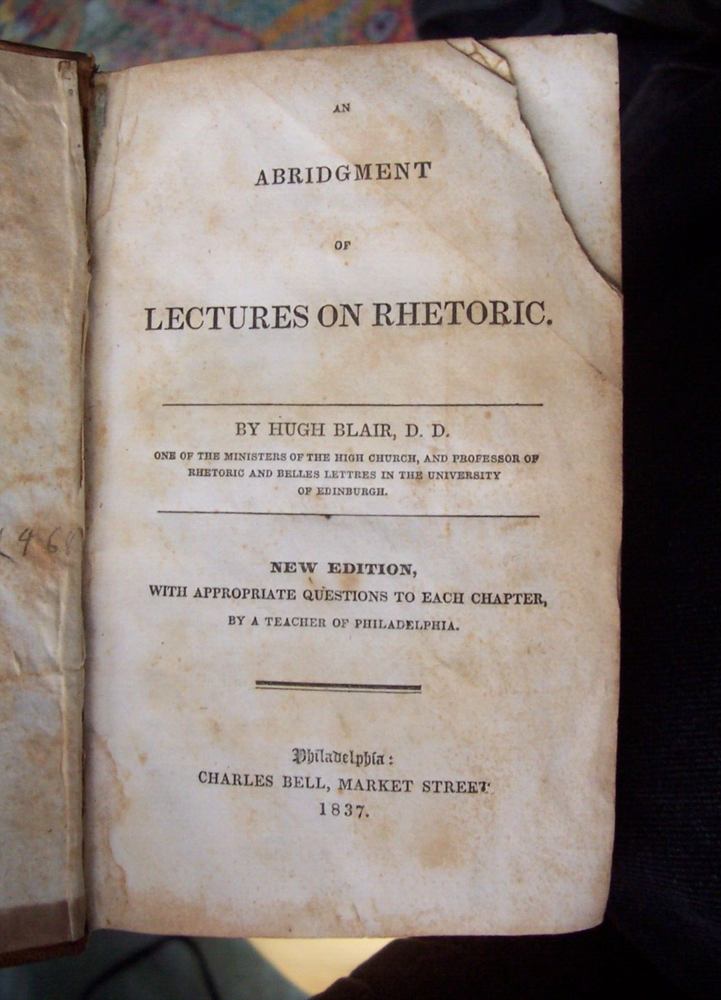 AN
ABRIDGMENT
OF
LECTURES ON RHETORIC.
BY HUGH BLAIR, D. D.
ONE OF THE MINISTERS OF THE HIGH CHURCH, AND PROFESSOR OF
RHETORIC AND BELLES LETTRES IN THE UNIVERSITY
OF EDINBURGH.
NEW EDITION,
WITH APPROPRIATE QUESTIONS TO EACH CHAPTER,
BY A TEACHER OF PHILADELPHIA.
Philadelphia:
CHARLES BELL, MARKET STREET
1837.